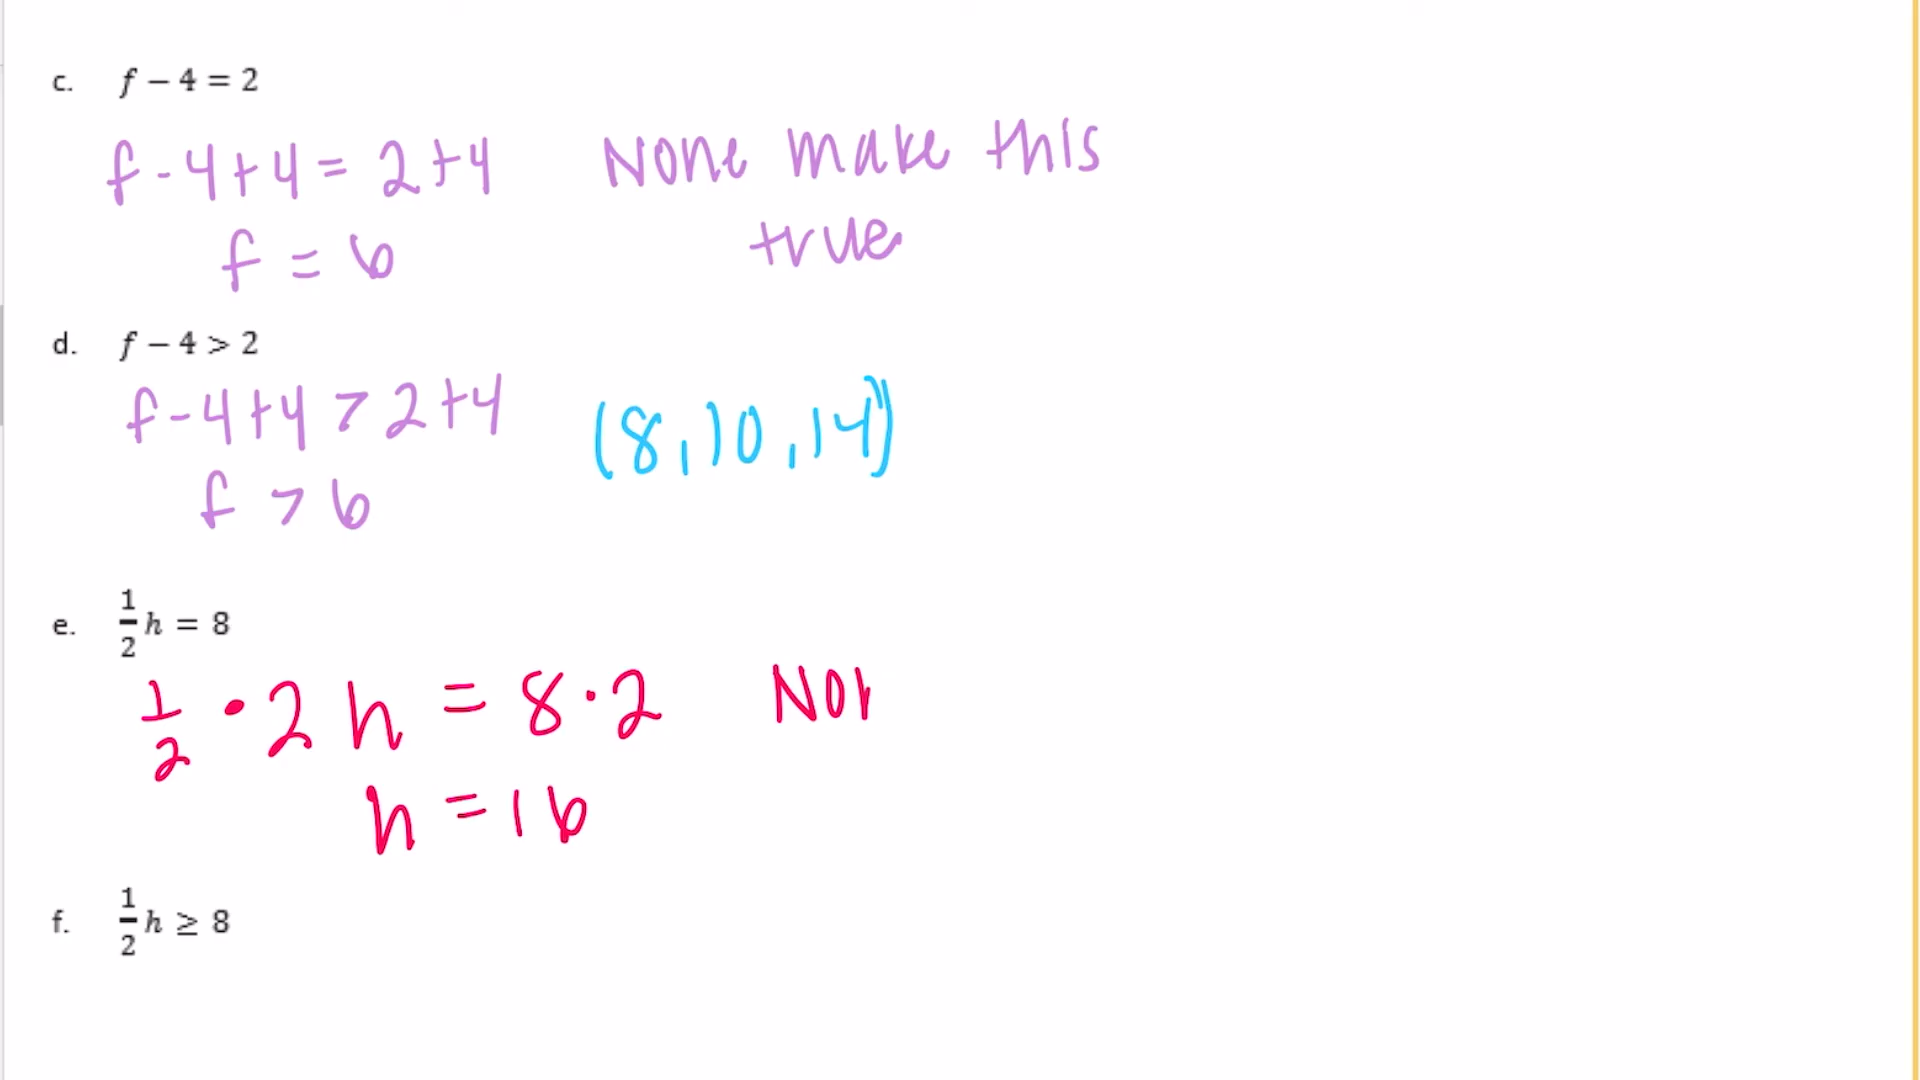 c. f − 4 = 2
f - 4 + 4 = 2 + 4 None make this
f = 6 true
d. f − 4 > 2
f - 4 + 4 > 2 + 4 (8, 10, 14)
f > 6
e. 1/2 h = 8
1/2 · 2 h = 8 · 2 Non
h = 16
f. 1/2 h ≥ 8